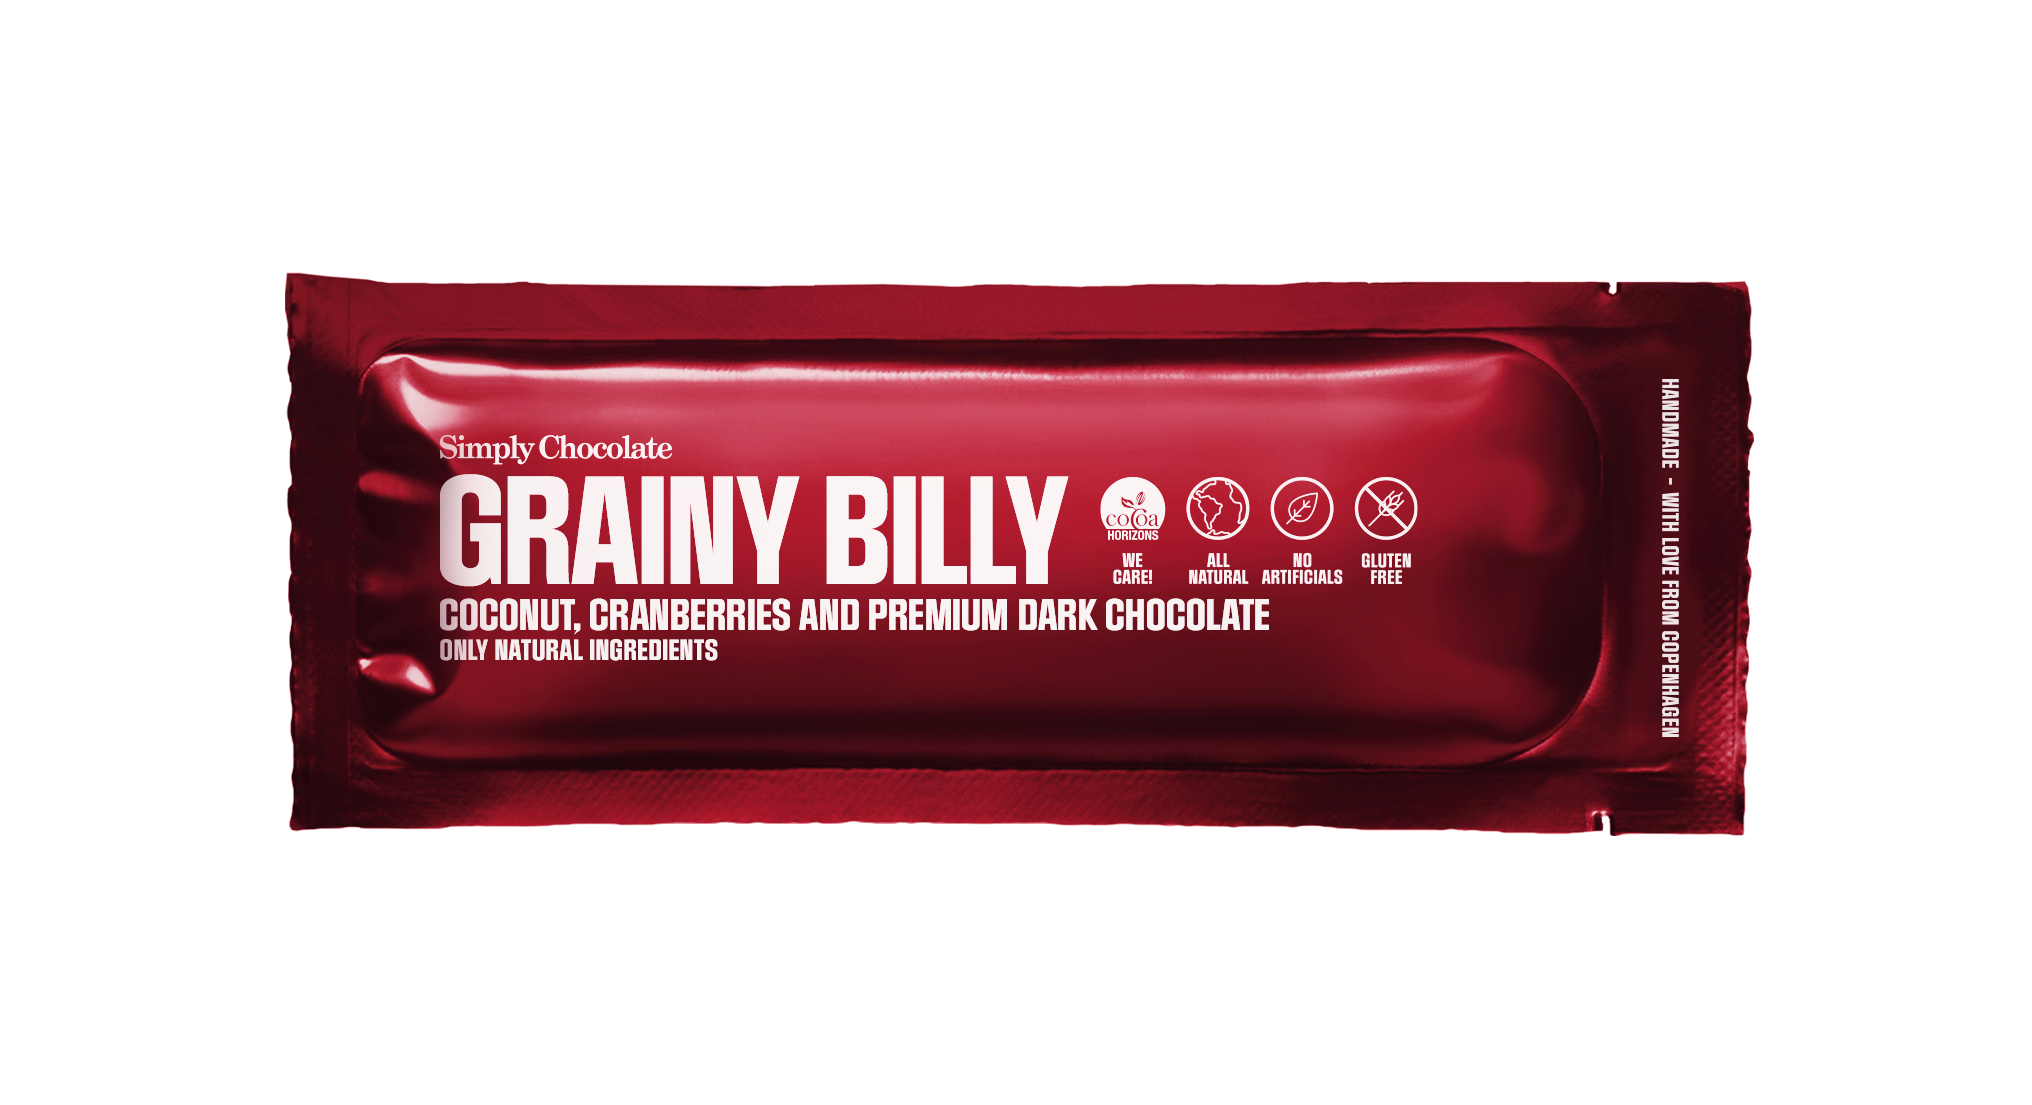 Simply Chocolate
GRAINY BILLY
cocoa
HORIZONS
WE
CARE!
ALL
NATURAL
NO
ARTIFICIALS
GLUTEN
FREE
COCONUT, CRANBERRIES AND PREMIUM DARK CHOCOLATE
ONLY NATURAL INGREDIENTS
HANDMADE - WITH LOVE FROM COPENHAGEN